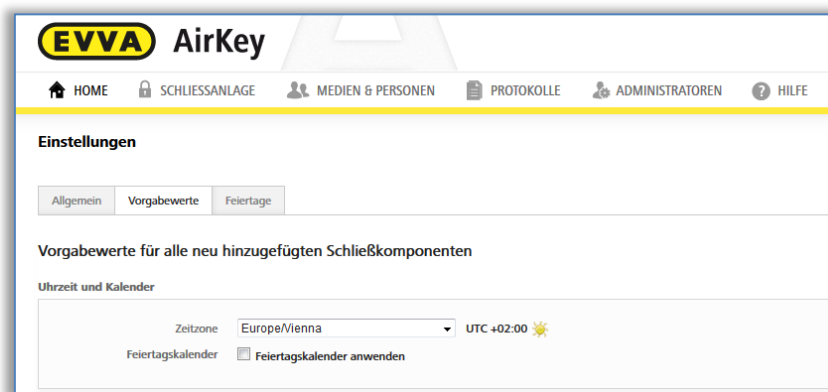 EVVA AirKey
HOME SCHLIESSANLAGE MEDIEN & PERSONEN PROTOKOLLE ADMINISTRATOREN ? HILFE
Einstellungen
Allgemein Vorgabewerte Feiertage
Vorgabewerte für alle neu hinzugefügten Schließkomponenten
Uhrzeit und Kalender
Zeitzone Europe/Vienna UTC +02:00
Feiertagskalender Feiertagskalender anwenden